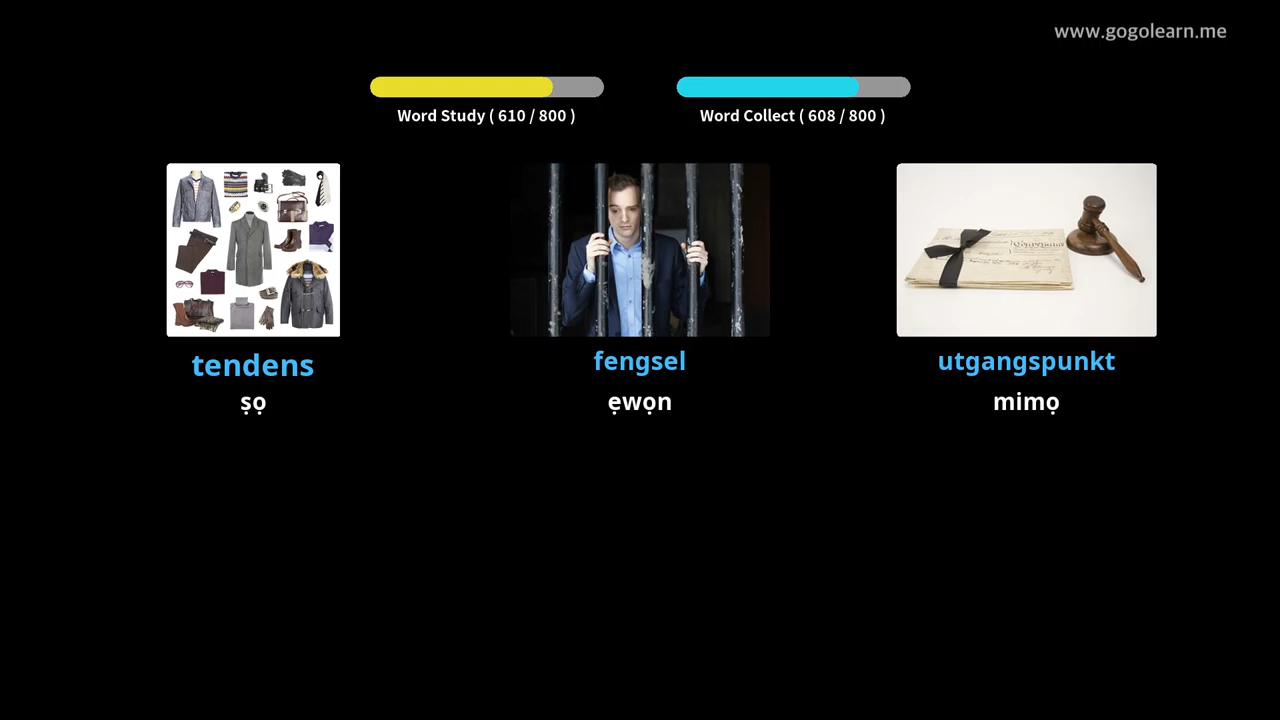 www.gogolearn.me
Word Study ( 610 / 800 )
Word Collect ( 608 / 800 )
tendens
fengsel
utgangspunkt
ṣọ
ẹwọn
mimọ